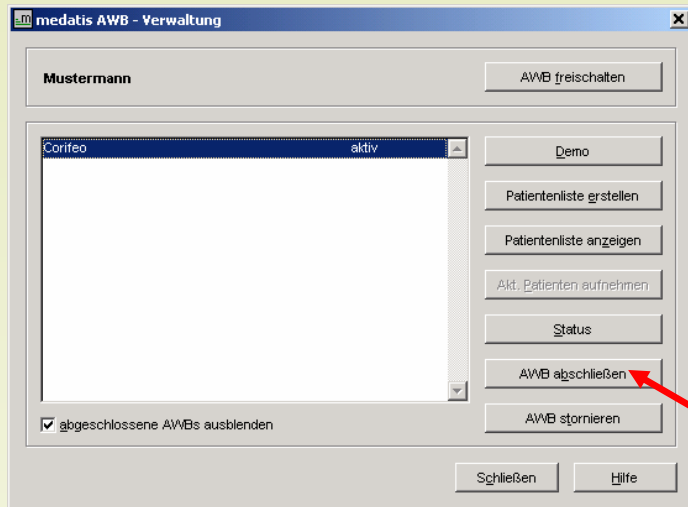 medatis AWB - Verwaltung
Mustermann
AWB freischalten
Corifeo aktiv
Demo
Patientenliste erstellen
Patientenliste anzeigen
Akt. Patienten aufnehmen
Status
AWB abschließen
AWB stornieren
abgeschlossene AWBs ausblenden
Schließen
Hilfe